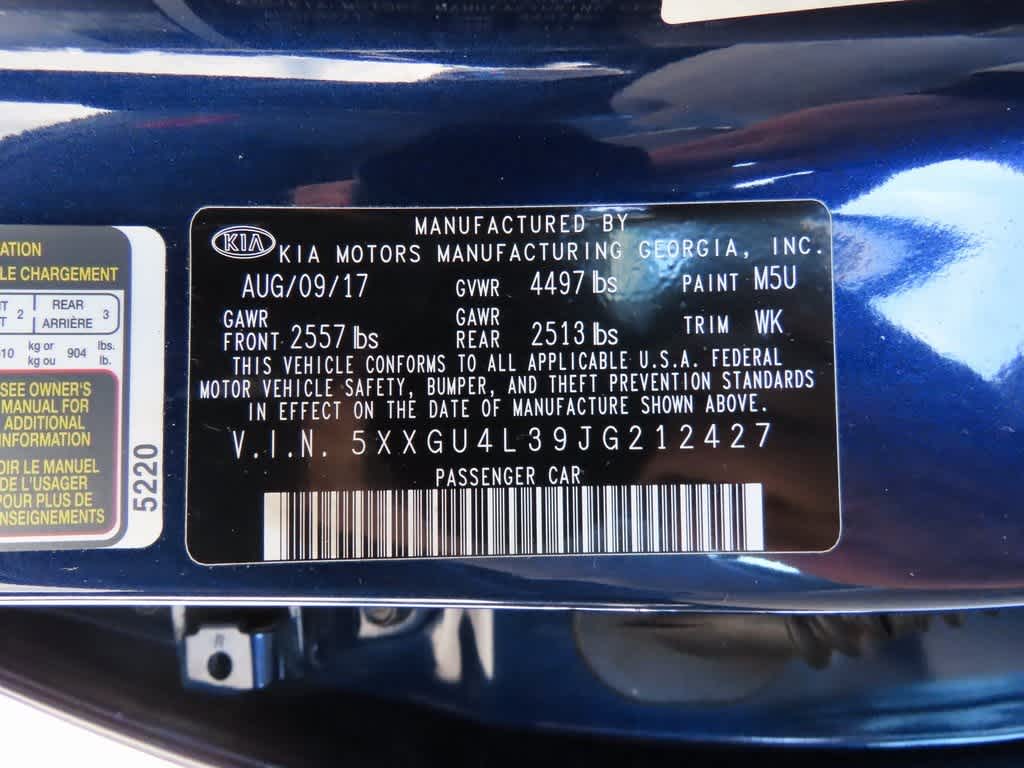 MANUFACTURED BY
KIA KIA MOTORS MANUFACTURING GEORGIA, INC.
AUG/09/17 GVWR 4497 lbs PAINT M5U
GAWR FRONT 2557 lbs GAWR REAR 2513 lbs TRIM WK
THIS VEHICLE CONFORMS TO ALL APPLICABLE U.S.A. FEDERAL
MOTOR VEHICLE SAFETY, BUMPER, AND THEFT PREVENTION STANDARDS
IN EFFECT ON THE DATE OF MANUFACTURE SHOWN ABOVE.
V.I.N. 5XXGU4L39JG212427
PASSENGER CAR
CHARGEMENT
2 REAR 3
ARRIÈRE
kg or 904 lbs.
kg ou lb.
SEE OWNER'S
MANUAL FOR
ADDITIONAL
LE MANUEL
DE L'USAGER
POUR PLUS DE
5220